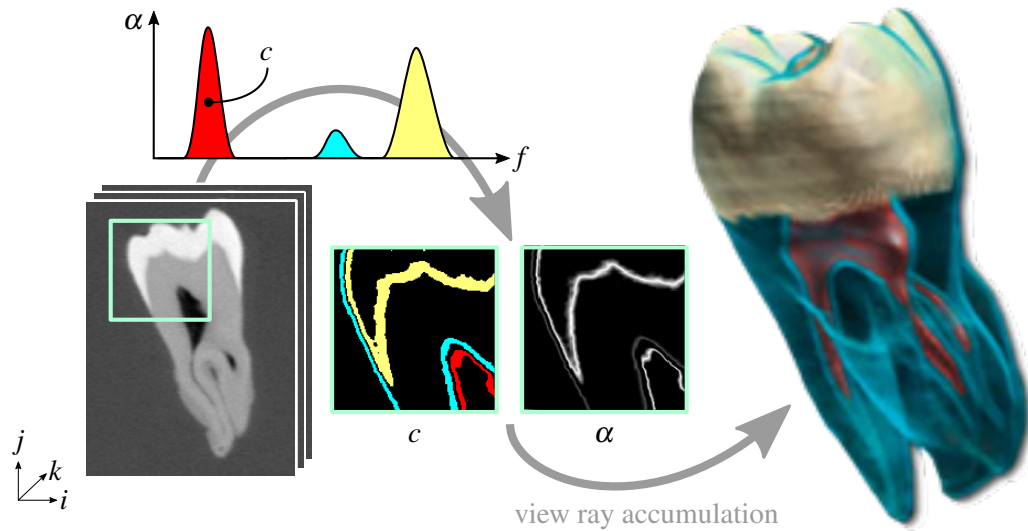 α
c
f
j
k
i
c
α
view ray accumulation